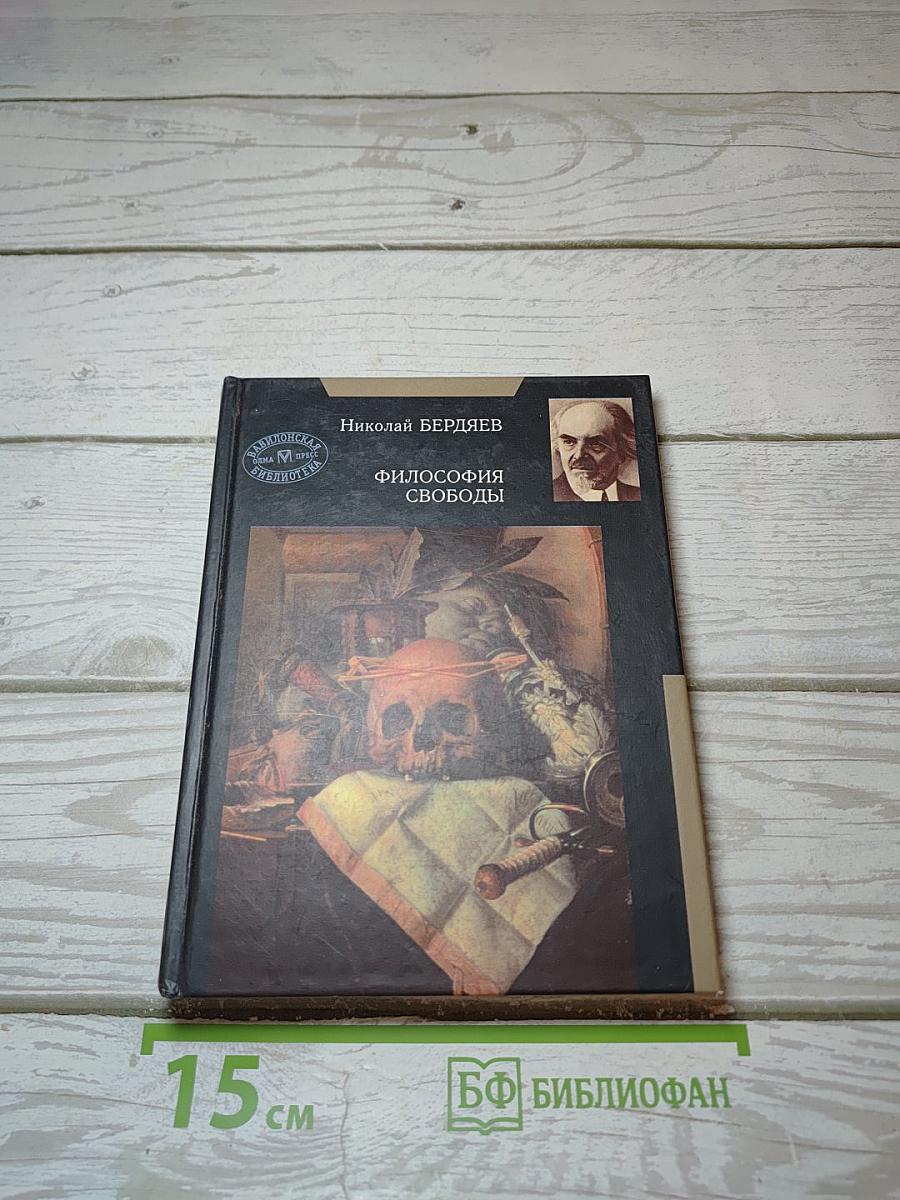 Николай БЕРДЯЕВ
ВАВИЛОНСКАЯ
ОЛМА ПРЕСС
БИБЛИОТЕКА
ФИЛОСОФИЯ
СВОБОДЫ
15 см
БФ БИБЛИОФАН